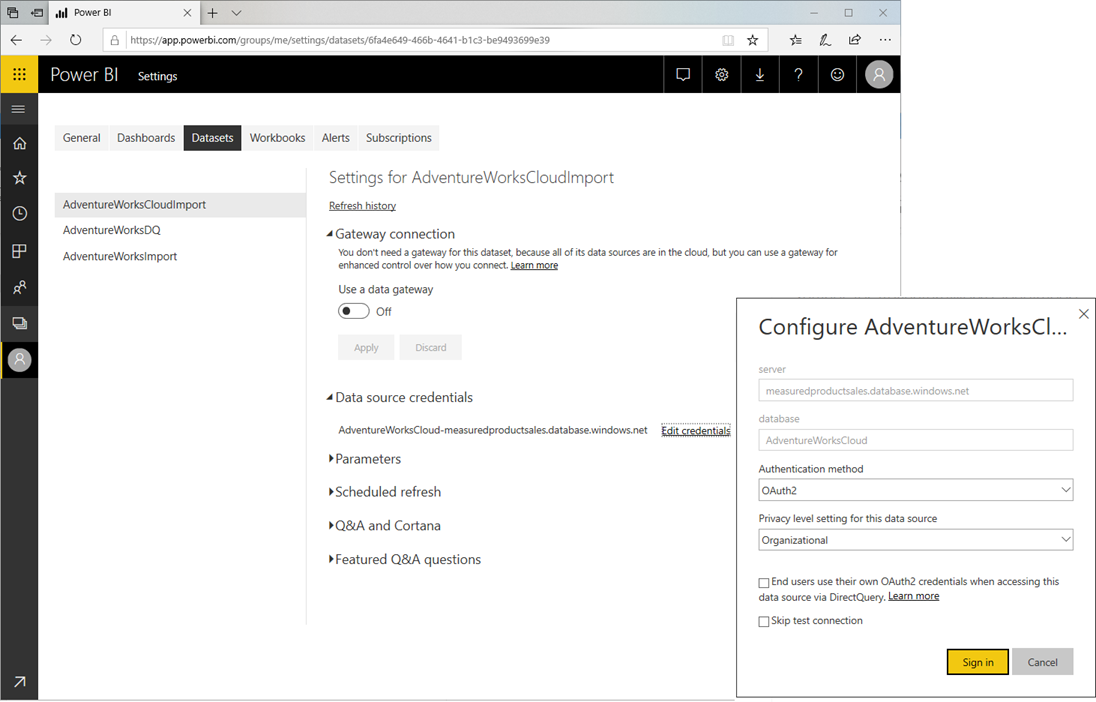 Power BI
https://app.powerbi.com/groups/me/settings/datasets/6fa4e649-466b-4641-b1c3-be9493699e39
Power BI Settings
?
General Dashboards Datasets Workbooks Alerts Subscriptions
AdventureWorksCloudImport
AdventureWorksDQ
AdventureWorksImport
Settings for AdventureWorksCloudImport
Refresh history
Gateway connection
You don't need a gateway for this dataset, because all of its data sources are in the cloud, but you can use a gateway for
enhanced control over how you connect. Learn more
Use a data gateway
Off
Apply Discard
Data source credentials
AdventureWorksCloud-measuredproductsales.database.windows.net Edit credentials
Parameters
Scheduled refresh
Q&A and Cortana
Featured Q&A questions
Configure AdventureWorksCl...
server
measuredproductsales.database.windows.net
database
AdventureWorksCloud
Authentication method
OAuth2
Privacy level setting for this data source
Organizational
End users use their own OAuth2 credentials when accessing this
data source via DirectQuery. Learn more
Skip test connection
Sign in Cancel